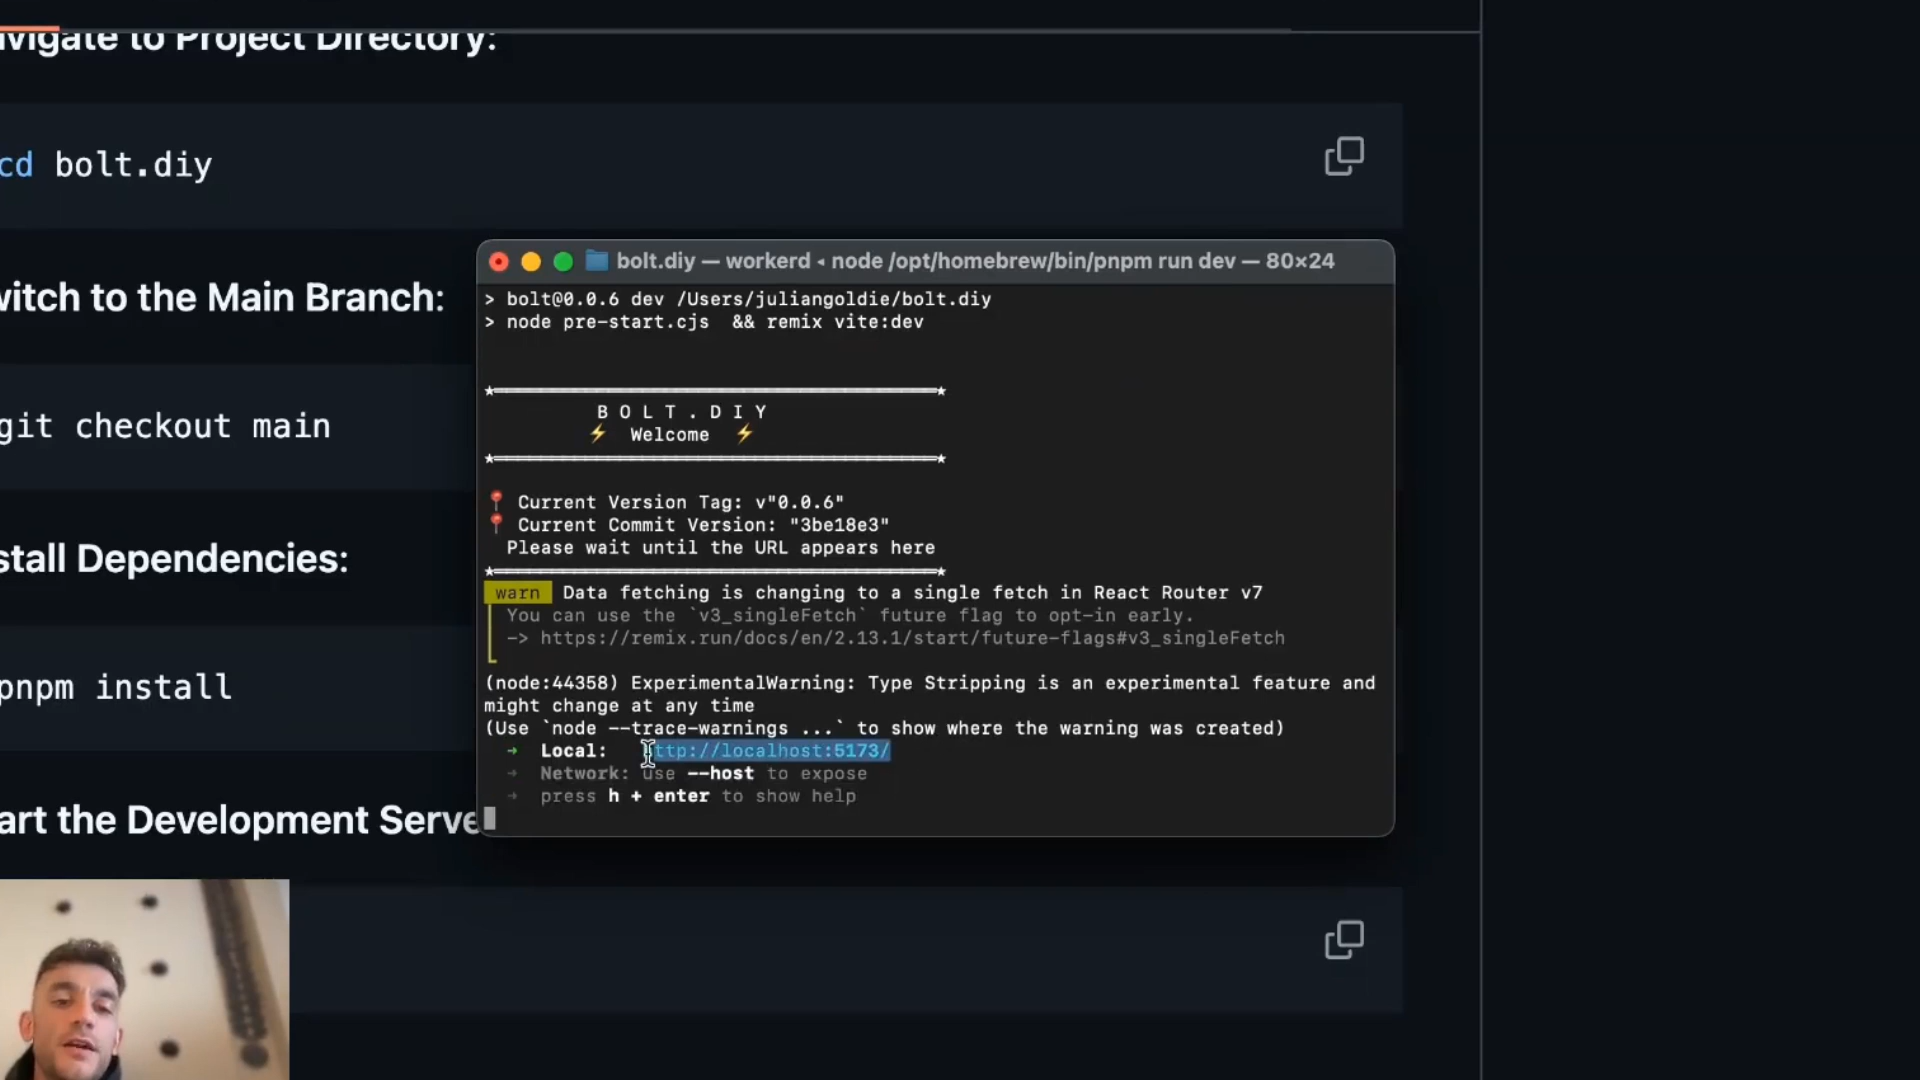 vigate to Project Directory:
cd bolt.diy
witch to the Main Branch:
git checkout main
stall Dependencies:
pnpm install
art the Development Serve
bolt.diy — workerd ◂ node /opt/homebrew/bin/pnpm run dev — 80×24
> bolt@0.0.6 dev /Users/juliangoldie/bolt.diy
> node pre-start.cjs  && remix vite:dev
★═══════════════════════════════════════★
B O L T . D I Y
⚡ Welcome ⚡
★═══════════════════════════════════════★
📍 Current Version Tag: v"0.0.6"
📍 Current Commit Version: "3be18e3"
Please wait until the URL appears here
★═══════════════════════════════════════★
warn Data fetching is changing to a single fetch in React Router v7
You can use the `v3_singleFetch` future flag to opt-in early.
-> https://remix.run/docs/en/2.13.1/start/future-flags#v3_singleFetch
(node:44358) ExperimentalWarning: Type Stripping is an experimental feature and
might change at any time
(Use `node --trace-warnings ...` to show where the warning was created)
➜ Local: http://localhost:5173/
➜ Network: use --host to expose
➜ press h + enter to show help